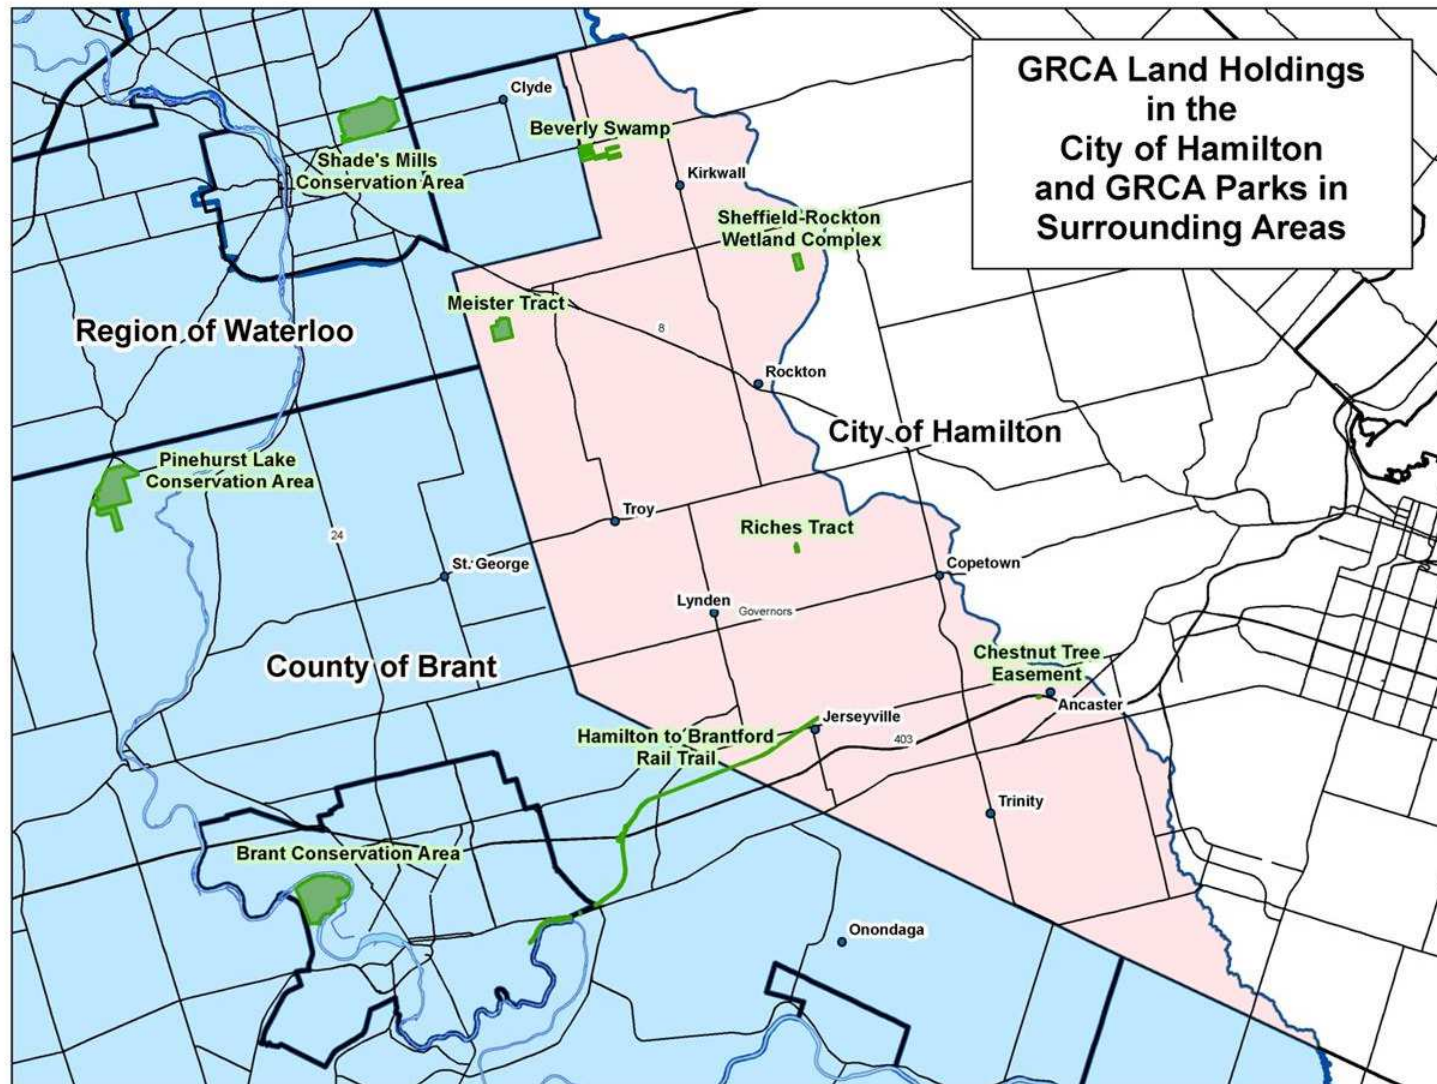 GRCA Land Holdings
in the
City of Hamilton
and GRCA Parks in
Surrounding Areas
Clyde
Beverly Swamp
Shade's Mills
Conservation Area
Kirkwall
Sheffield-Rockton
Wetland Complex
Meister Tract
Region of Waterloo
8
Rockton
City of Hamilton
Pinehurst Lake
Conservation Area
Troy
Riches Tract
24
St. George
Copetown
Lynden
Governors
County of Brant
Chestnut Tree
Easement
Ancaster
Jerseyville
Hamilton to Brantford
Rail Trail
403
Trinity
Brant Conservation Area
Onondaga